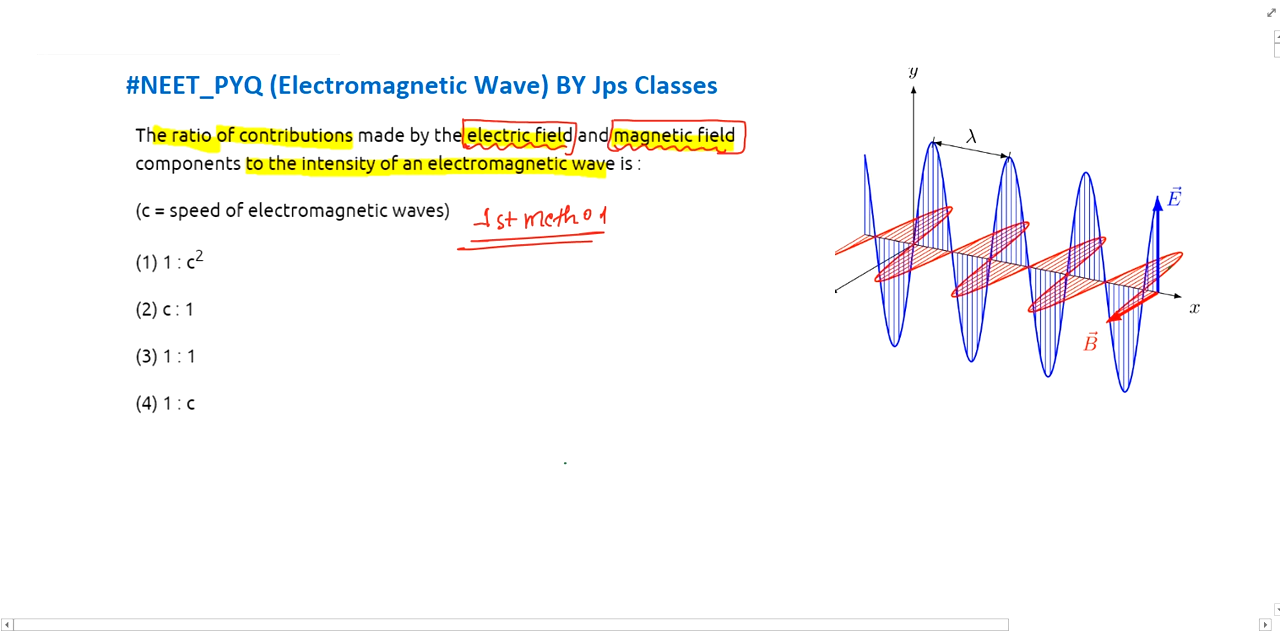 #NEET_PYQ (Electromagnetic Wave) BY Jps Classes
The ratio of contributions made by the electric field and magnetic field
components to the intensity of an electromagnetic wave is :
(c = speed of electromagnetic waves)
1st method
(1) 1 : c²
(2) c : 1
(3) 1 : 1
(4) 1 : c
y
λ
E⃗
x
B⃗